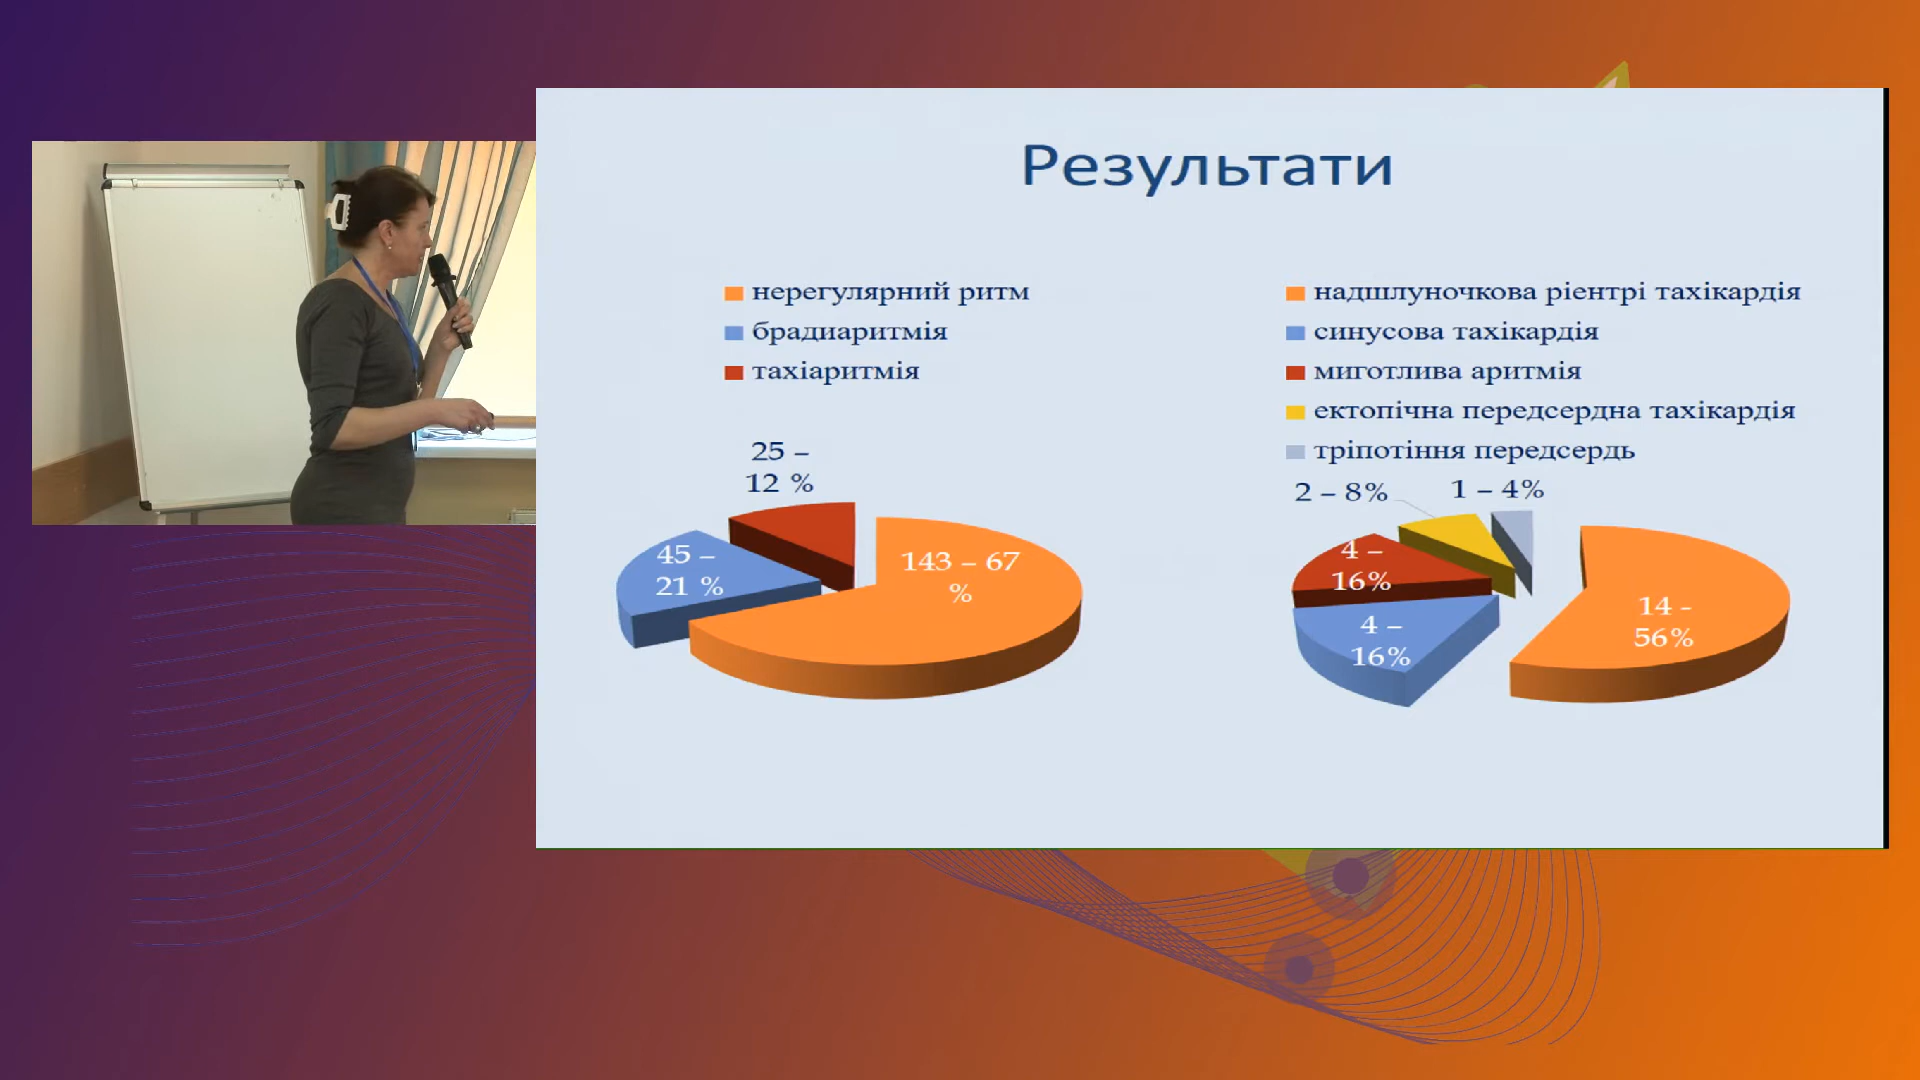 Результати
нерегулярний ритм
брадиаритмія
тахіаритмія
25 –
12 %
45 –
21 %
143 – 67
%
надшлуночкова ріентрі тахікардія
синусова тахікардія
миготлива аритмія
ектопічна передсердна тахікардія
тріпотіння передсердь
2 – 8%
1 – 4%
4 –
16%
4 –
16%
14 -
56%